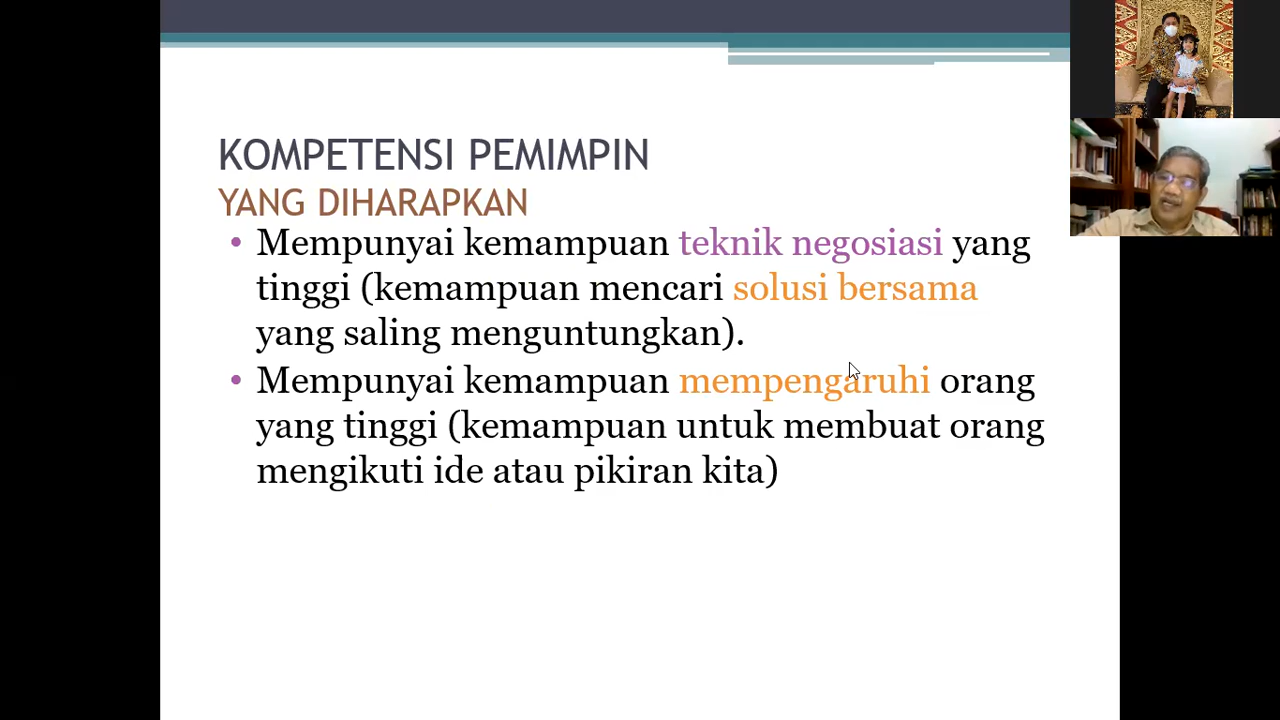 KOMPETENSI PEMIMPIN
YANG DIHARAPKAN
• Mempunyai kemampuan teknik negosiasi yang
tinggi (kemampuan mencari solusi bersama
yang saling menguntungkan).
• Mempunyai kemampuan mempengaruhi orang
yang tinggi (kemampuan untuk membuat orang
mengikuti ide atau pikiran kita)